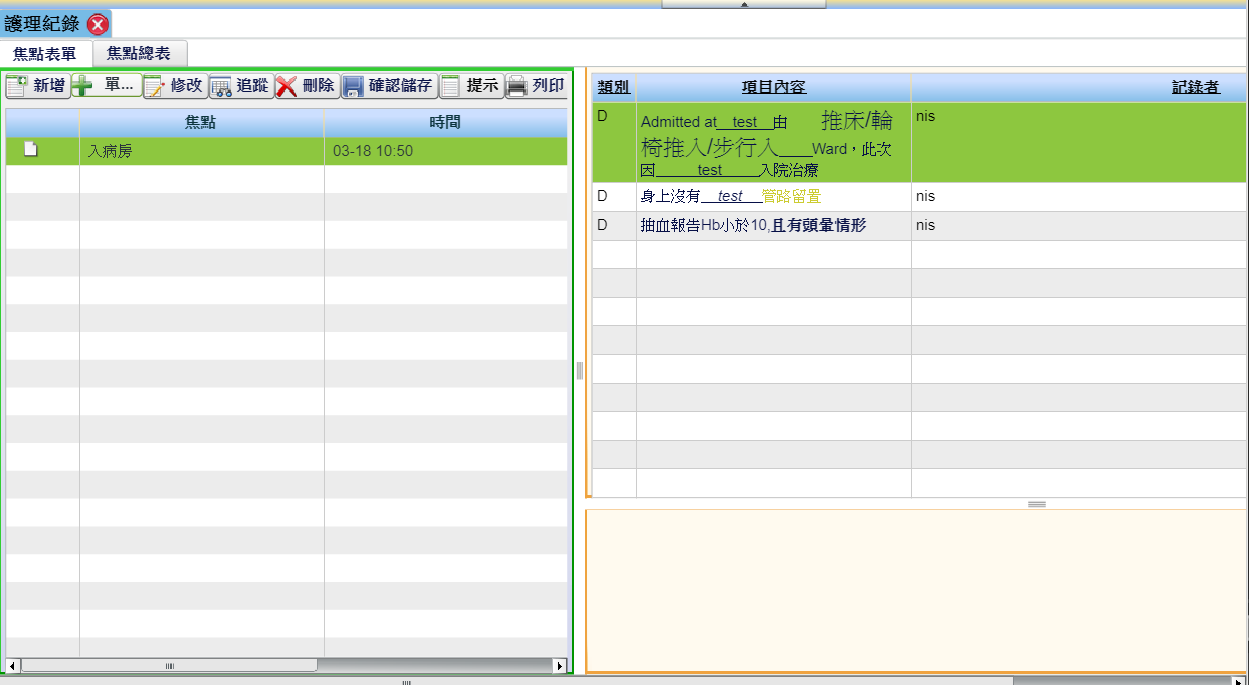 護理紀錄
焦點表單 焦點總表
新增 單... 修改 追蹤 刪除 確認儲存 提示 列印
焦點 時間
入病房 03-18 10:50
類別 項目內容 記錄者
D Admitted at__test__由 推床/輪 nis
椅推入/步行入____Ward，此次
因_____test_____入院治療
D 身上沒有__test__管路留置 nis
D 抽血報告Hb小於10,且有頭暈情形 nis